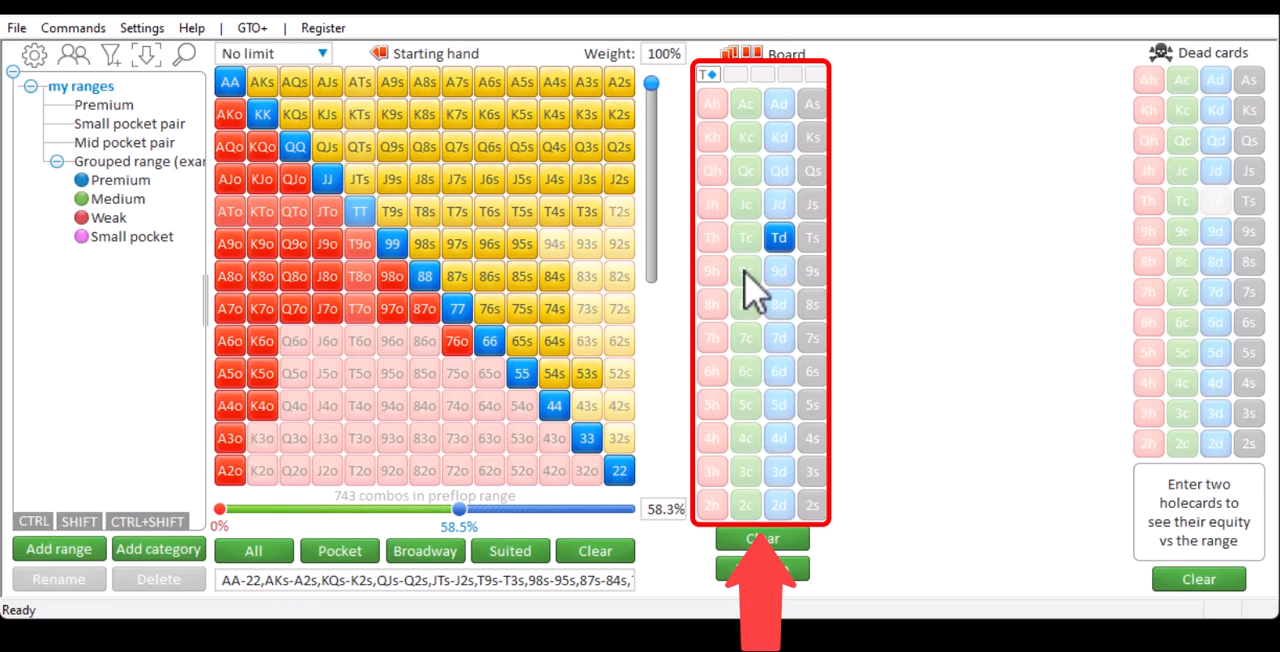 File Commands Settings Help | GTO+ | Register
No limit Starting hand Weight: 100% Board Dead cards
my ranges
Premium
Small pocket pair
Mid pocket pair
Grouped range (exar
Premium
Medium
Weak
Small pocket
CTRL SHIFT CTRL+SHIFT
Add range Add category
Rename Delete
AA AKs AQs AJs ATs A9s A8s A7s A6s A5s A4s A3s A2s
AKo KK KQs KJs KTs K9s K8s K7s K6s K5s K4s K3s K2s
AQo KQo QQ QJs QTs Q9s Q8s Q7s Q6s Q5s Q4s Q3s Q2s
AJo KJo QJo JJ JTs J9s J8s J7s J6s J5s J4s J3s J2s
ATo KTo QTo JTo TT T9s T8s T7s T6s T5s T4s T3s T2s
A9o K9o Q9o J9o T9o 99 98s 97s 96s 95s 94s 93s 92s
A8o K8o Q8o J8o T8o 98o 88 87s 86s 85s 84s 83s 82s
A7o K7o Q7o J7o T7o 97o 87o 77 76s 75s 74s 73s 72s
A6o K6o Q6o J6o T6o 96o 86o 76o 66 65s 64s 63s 62s
A5o K5o Q5o J5o T5o 95o 85o 75o 65o 55 54s 53s 52s
A4o K4o Q4o J4o T4o 94o 84o 74o 64o 54o 44 43s 42s
A3o K3o Q3o J3o T3o 93o 83o 73o 63o 53o 43o 33 32s
A2o K2o Q2o J2o T2o 92o 82o 72o 62o 52o 42o 32o 22
743 combos in preflop range
58.3%
0% 58.5%
All Pocket Broadway Suited Clear
AA-22,AKs-A2s,KQs-K2s,QJs-Q2s,JTs-J2s,T9s-T3s,98s-95s,87s-84s,
T◆
Ah Ac Ad As
Kh Kc Kd Ks
Qh Qc Qd Qs
Jh Jc Jd Js
Th Tc Td Ts
9h 9d 9s
8h 8d 8s
7h 7c 7d 7s
6h 6c 6d 6s
5h 5c 5d 5s
4h 4c 4d 4s
3h 3c 3d 3s
2h 2c 2d 2s
Clear
Ah Ac Ad As
Kh Kc Kd Ks
Qh Qc Qd Qs
Jh Jc Jd Js
Th Tc Td Ts
9h 9c 9d 9s
8h 8c 8d 8s
7h 7c 7d 7s
6h 6c 6d 6s
5h 5c 5d 5s
4h 4c 4d 4s
3h 3c 3d 3s
2h 2c 2d 2s
Enter two
holecards to
see their equity
vs the range
Clear
Ready